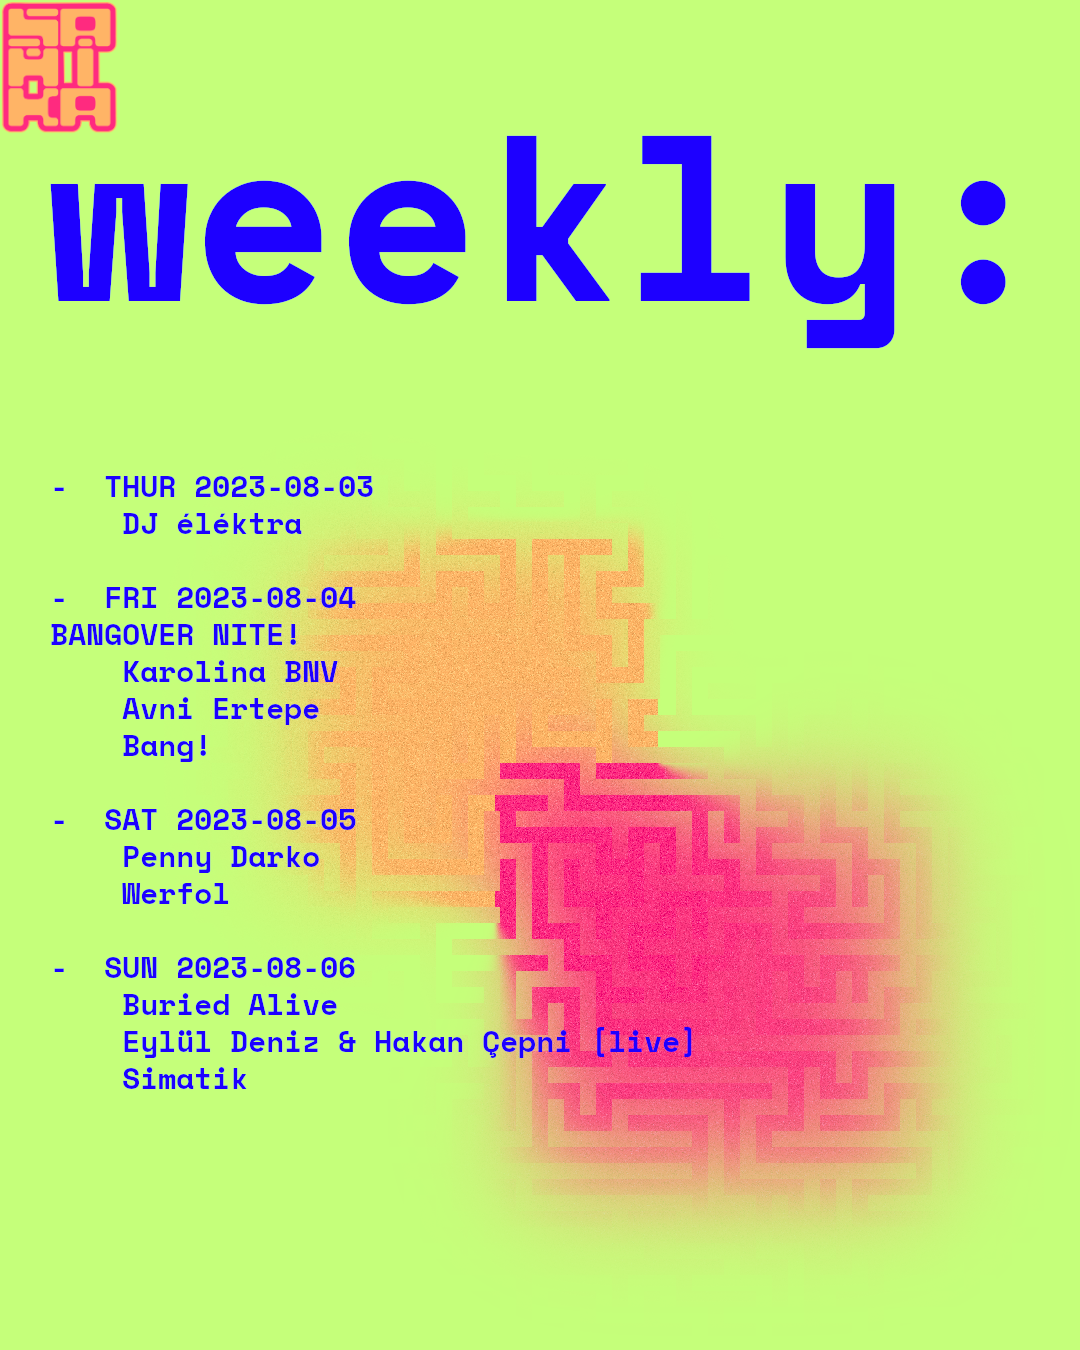 SAHIKA
weekly:
- THUR 2023-08-03
DJ éléktra
- FRI 2023-08-04
BANGOVER NITE!
Karolina BNV
Avni Ertepe
Bang!
- SAT 2023-08-05
Penny Darko
Werfol
- SUN 2023-08-06
Buried Alive
Eylül Deniz & Hakan Çepni [live]
Simatik